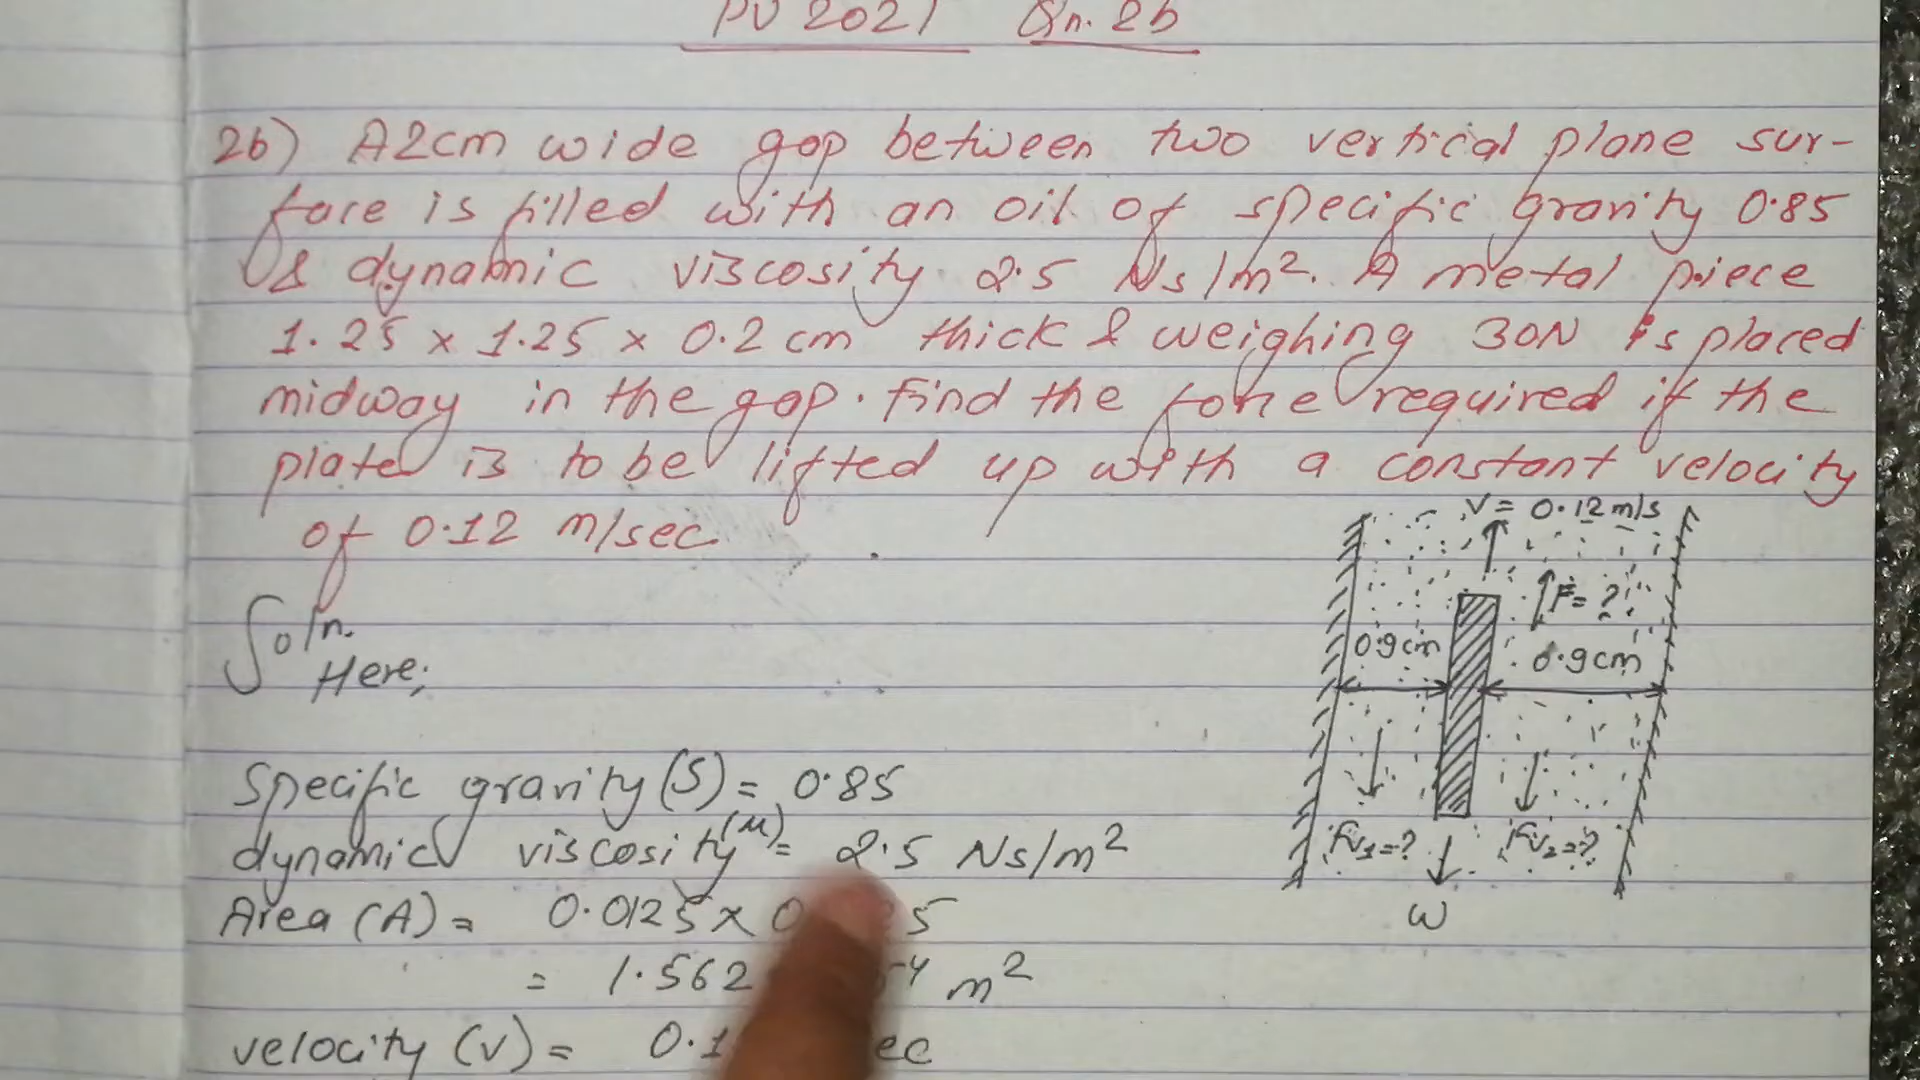 PU 2021 Qn. 2b
2b) A 2cm wide gap between two vertical plane sur-
face is filled with an oil of specific gravity 0.85
& dynamic viscosity 2.5 Ns/m². A metal piece
1.25 x 1.25 x 0.2 cm thick & weighing 30N is placed
midway in the gap. Find the force required if the
plate is to be lifted up with a constant velocity
of 0.12 m/sec.
V = 0.12 m/s
F = ?
Soln.
Here;
0.9cm
0.9cm
Specific gravity (S) = 0.85
dynamic viscosity (μ) = 2.5 Ns/m²
Fv₁=?
Fv₂=?
W
Area (A) = 0.0125 x
= 1.562 m²
velocity (V) =